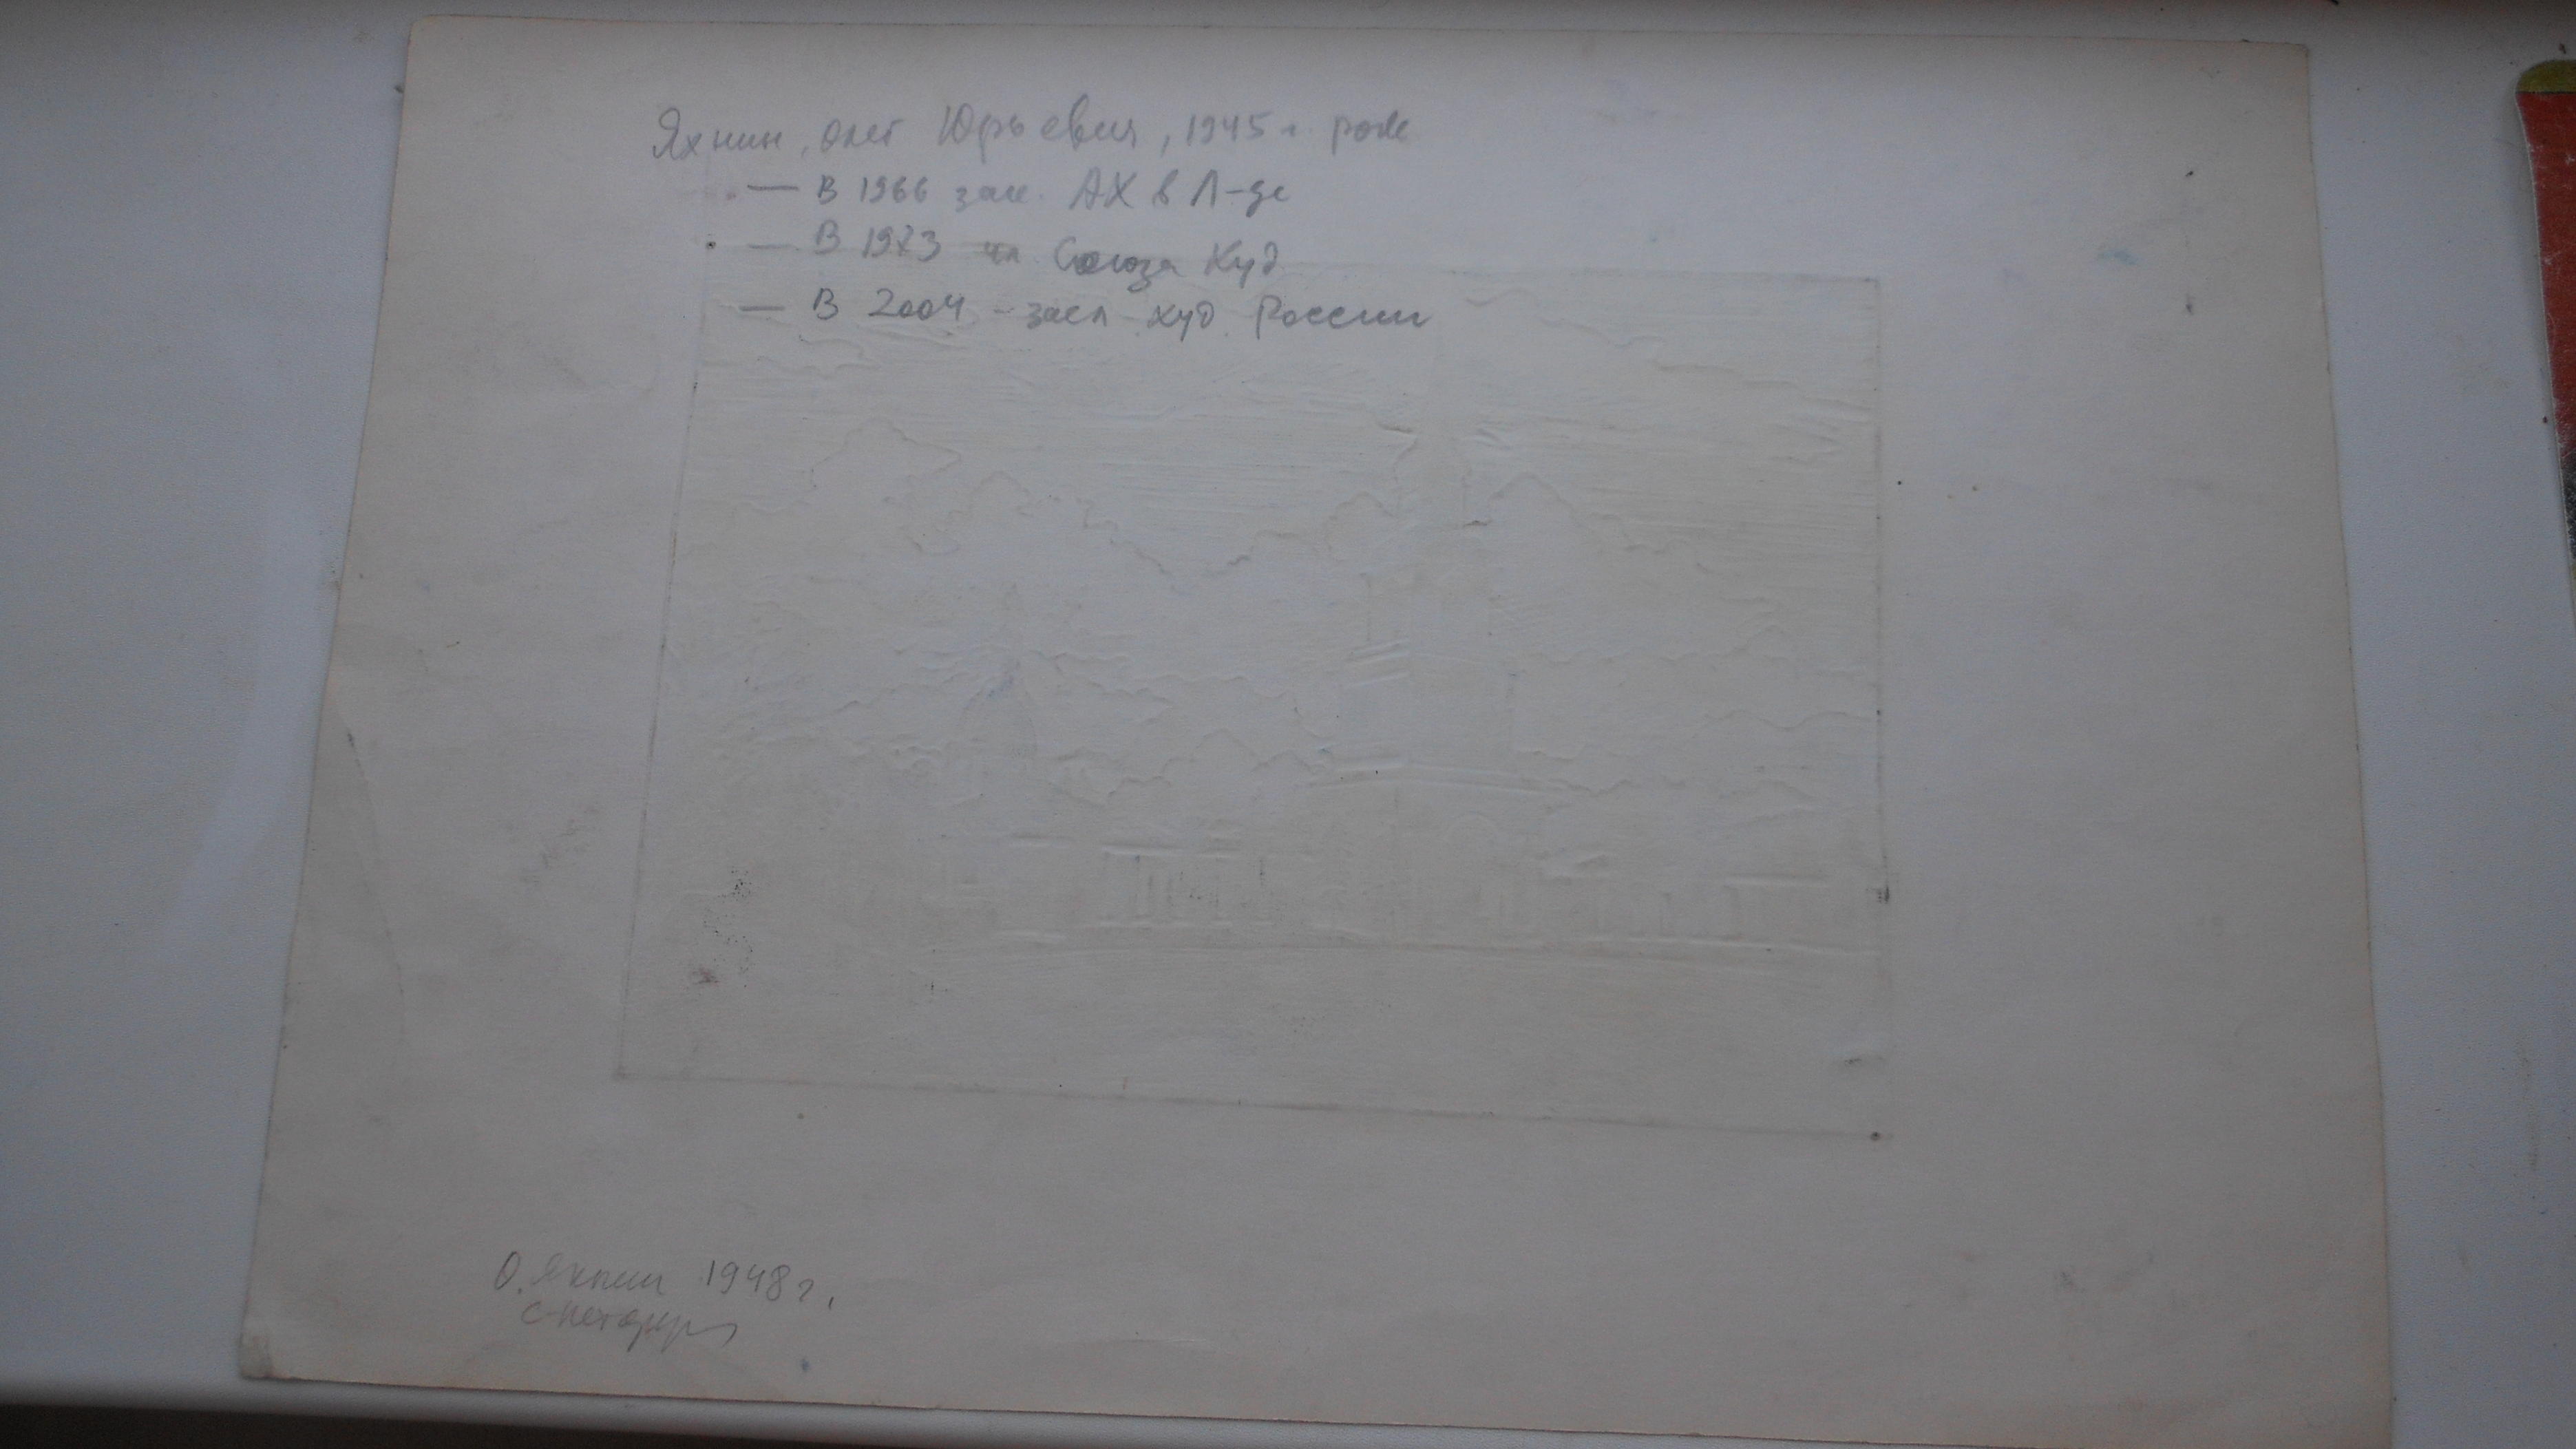 Яхнин, Олег Юрьевич, 1945 г. рожд
— В 1966 зак. АХ в Л-де
— В 1973 чл Союза Худ
— В 2004 - засл худ. России
О. Яхнин 1948 г.
С-Петербург